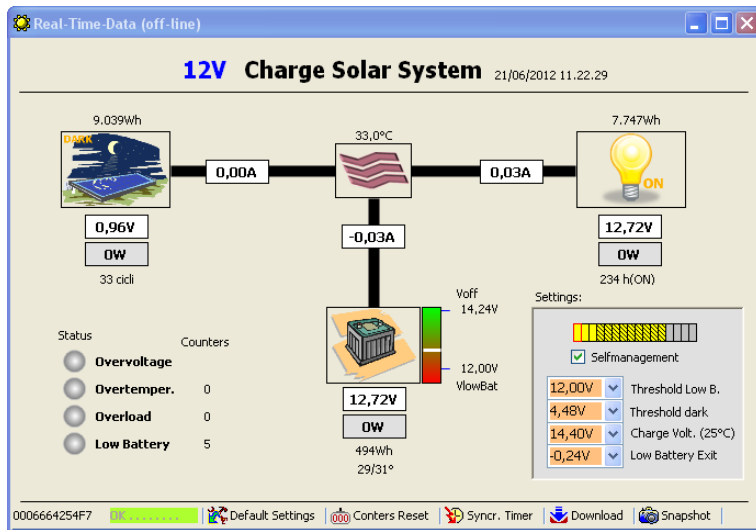 Real-Time-Data (off-line)
12V Charge Solar System 21/06/2012 11.22.29
9.039Wh
33,0°C
7.747Wh
DARK
0,00A
0,03A
ON
0,96V
0W
33 cicli
-0,03A
12,72V
0W
234 h(ON)
Voff
14,24V
12,00V
VlowBat
12,72V
0W
494Wh
29/31°
Status
Counters
Overvoltage
Overtemper. 0
Overload 0
Low Battery 5
Settings:
Selfmanagement
12,00V Threshold Low B.
4,48V Threshold dark
14,40V Charge Volt. (25°C)
-0,24V Low Battery Exit
0006664254F7 OK........ Default Settings 000 Conters Reset Syncr. Timer Download Snapshot